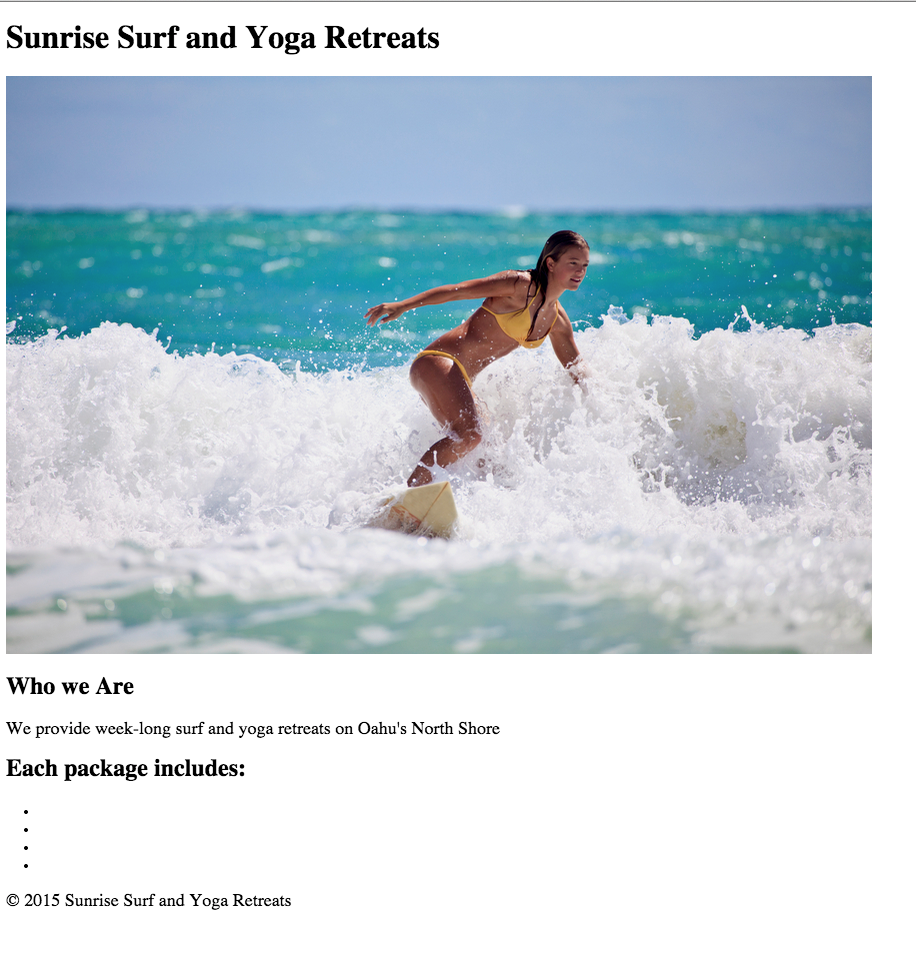 Sunrise Surf and Yoga Retreats
Who we Are
We provide week-long surf and yoga retreats on Oahu's North Shore
Each package includes:
© 2015 Sunrise Surf and Yoga Retreats